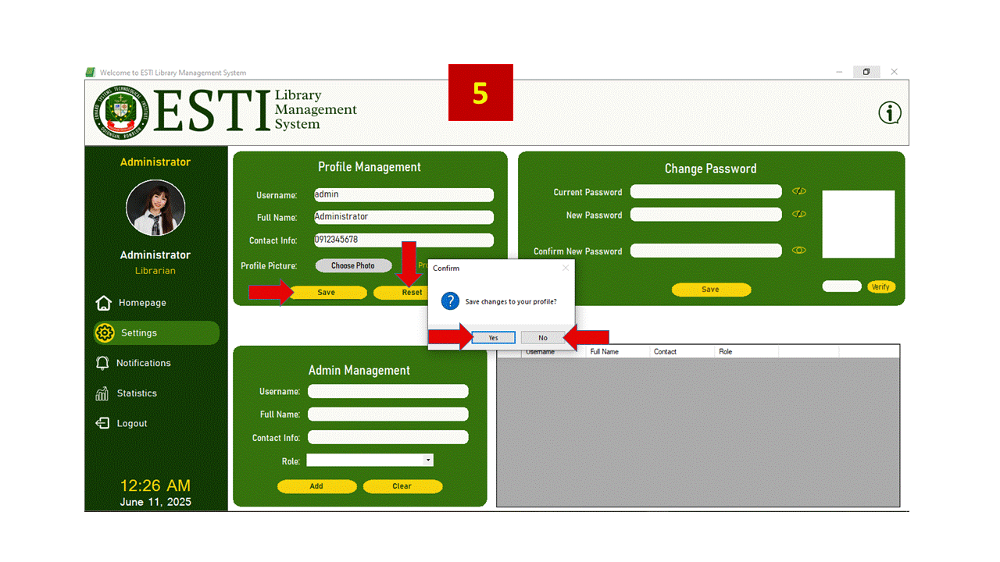 Welcome to ESTI Library Management System
5
ESTI
Library
Management
System
Administrator
Administrator
Librarian
Homepage
Settings
Notifications
Statistics
Logout
12:26 AM
June 11, 2025
Profile Management
Username:
admin
Full Name:
Administrator
Contact Info:
0912345678
Profile Picture:
Choose Photo
Save
Reset
Change Password
Current Password
New Password
Confirm New Password
Save
Verify
Confirm
?
Save changes to your profile?
Yes
No
Admin Management
Username:
Full Name:
Contact Info:
Role:
Add
Clear
Username
Full Name
Contact
Role